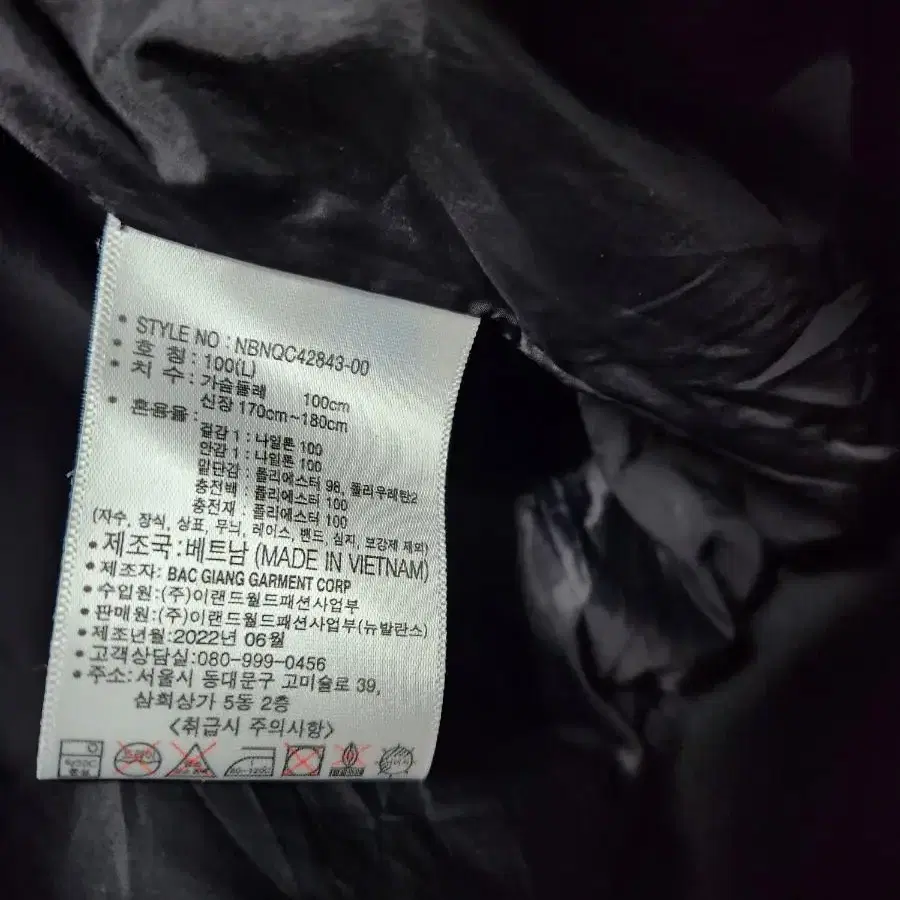 • STYLE NO : NBNQC42843-00
• 호 칭 : 100(L)
• 치 수 : 가슴둘레 100cm
신장 170cm~180cm
• 혼용율 :
겉감 1 : 나일론 100
안감 1 : 나일론 100
말단감 : 폴리에스터 98, 폴리우레탄2
충전백 : 폴리에스터 100
충전재 : 폴리에스터 100
(자수, 장식, 상표, 무늬, 레이스, 밴드, 심지, 보강제 제외)
• 제조국:베트남 (MADE IN VIETNAM)
• 제조자: BAC GIANG GARMENT CORP
• 수입원:(주)이랜드월드패션사업부
• 판매원:(주)이랜드월드패션사업부(뉴발란스)
• 제조년월:2022년 06월
• 고객상담실:080-999-0456
• 주소: 서울시 동대문구 고미술로 39,
삼희상가 5동 2층
<취급시 주의사항>